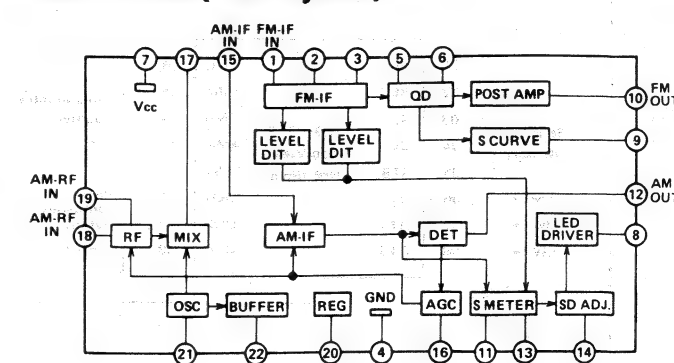 AM-IF FM-IF
IN IN
7 17 15 1 2 3 5 6
Vcc
FM-IF
QD
POST AMP
10
FM
OUT
LEVEL
DIT
LEVEL
DIT
S CURVE
9
AM-RF
IN
19
12
AM
OUT
AM-RF
IN
18
RF
MIX
AM-IF
DET
LED
DRIVER
8
OSC
BUFFER
REG
GND
AGC
S METER
SD ADJ.
21 22 20 4 16 11 13 14